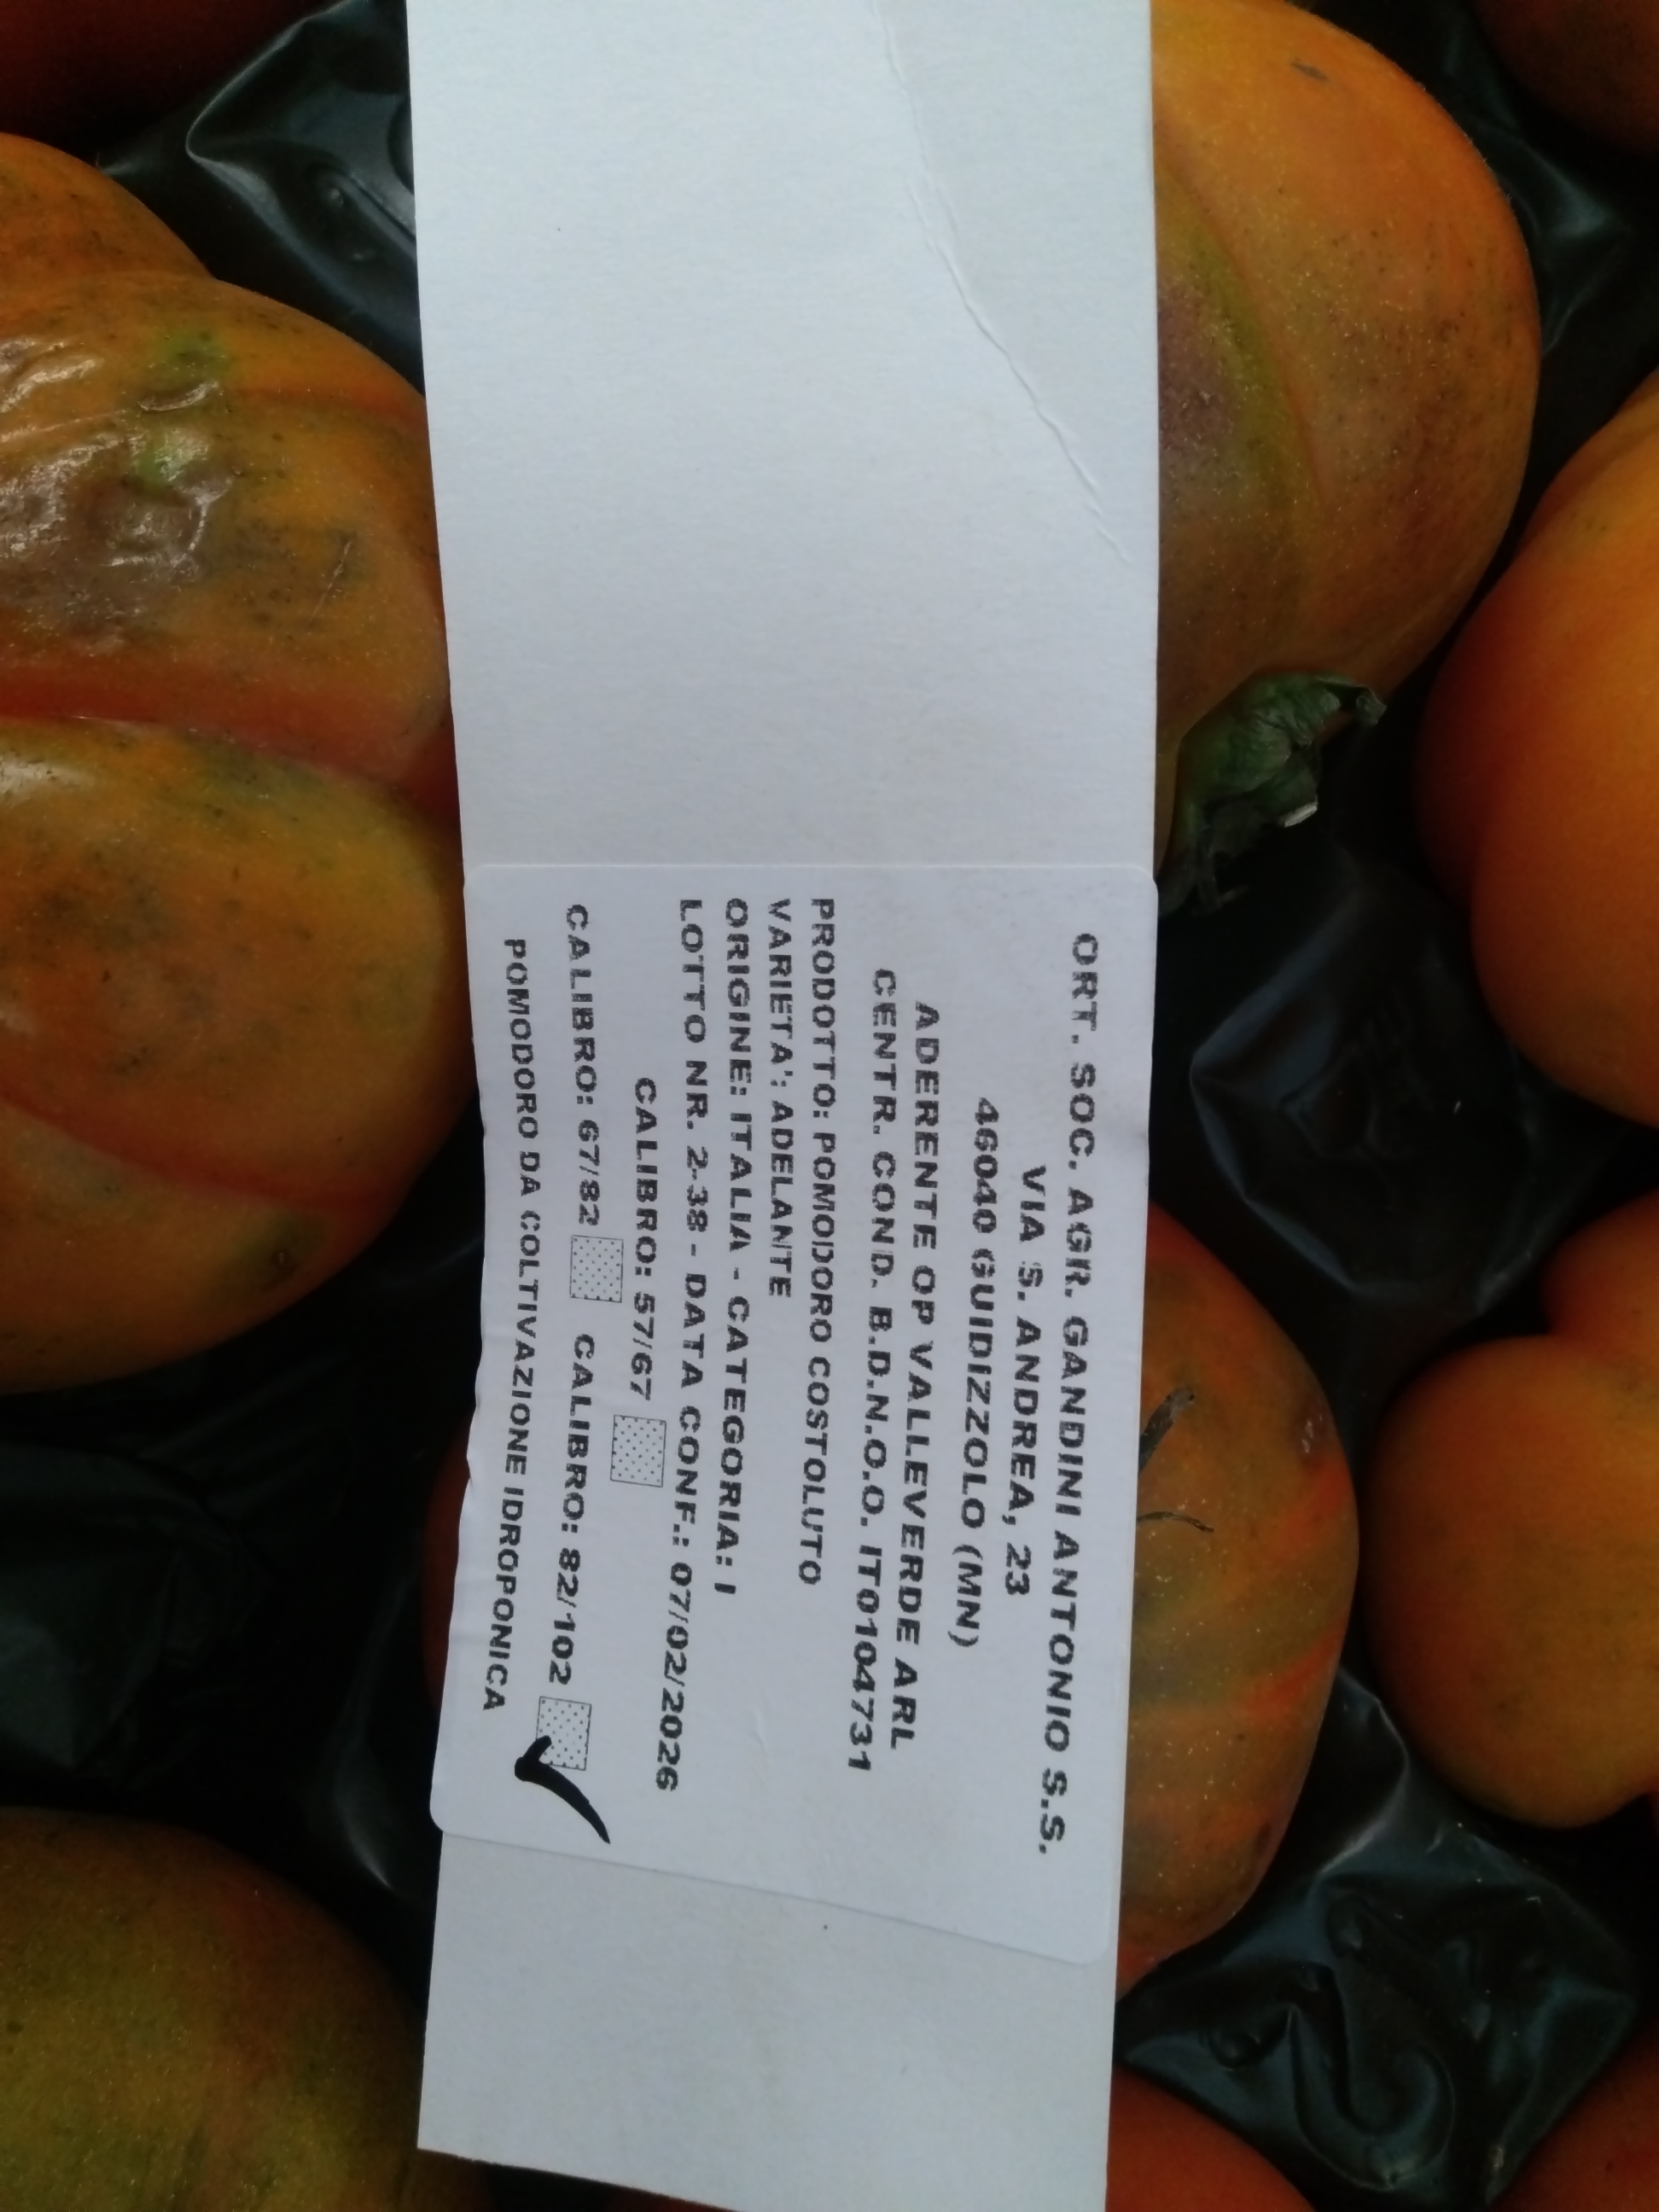 ORT. SOC. AGR. GANDINI ANTONIO S.S.
VIA S. ANDREA, 23
46040 GUIDIZZOLO (MN)
ADERENTE OP VALLEVERDE ARL
CENTR. COND. B.D.N.O.O. IT0104731
PRODOTTO: POMODORO COSTOLUTO
VARIETA': ADELANTE
ORIGINE: ITALIA - CATEGORIA: I
LOTTO NR. 2-38 - DATA CONF.: 07/02/2026
CALIBRO: 57/67
CALIBRO: 67/82 CALIBRO: 82/102
POMODORO DA COLTIVAZIONE IDROPONICA